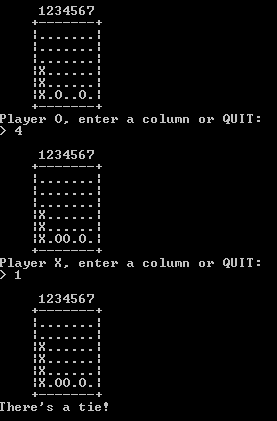 1234567
+-------+
|.......|
|.......|
|.......|
|X......|
|X......|
|X.O..O.|
+-------+
Player O, enter a column or QUIT:
> 4
 1234567
+-------+
|.......|
|.......|
|.......|
|X......|
|X......|
|X.OO.O.|
+-------+
Player X, enter a column or QUIT:
> 1
 1234567
+-------+
|.......|
|.......|
|X......|
|X......|
|X......|
|X.OO.O.|
+-------+
There's a tie!